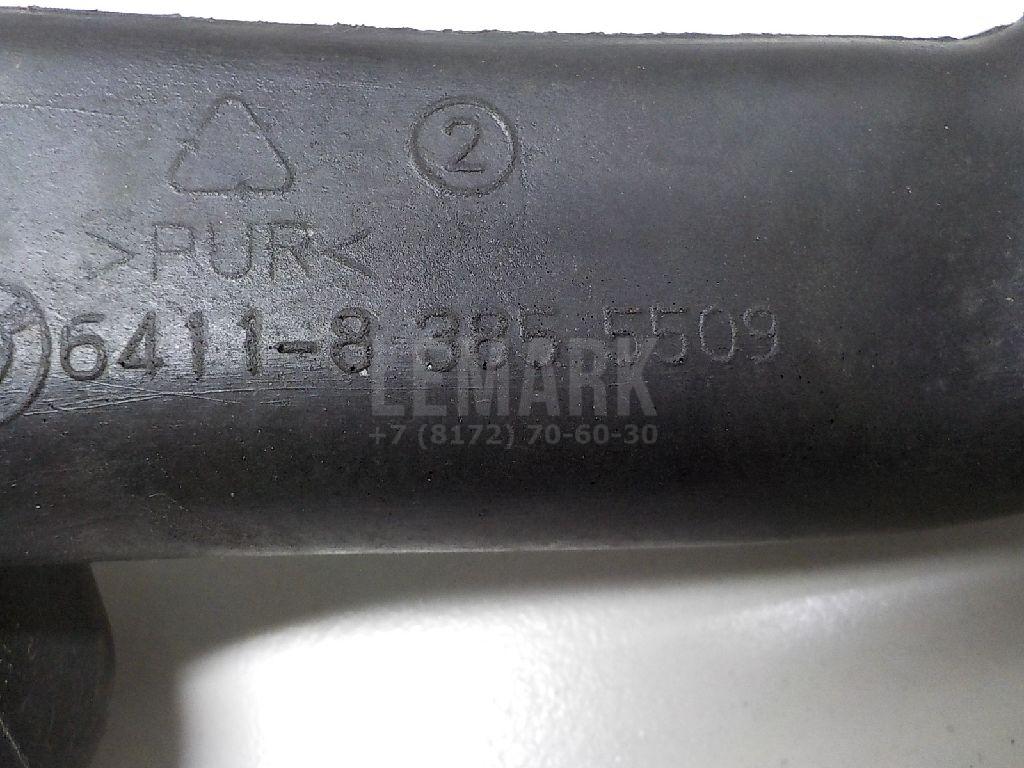 2
>PUR<
6411-8 385 5509
LEMARK
+7 (8172) 70-60-30